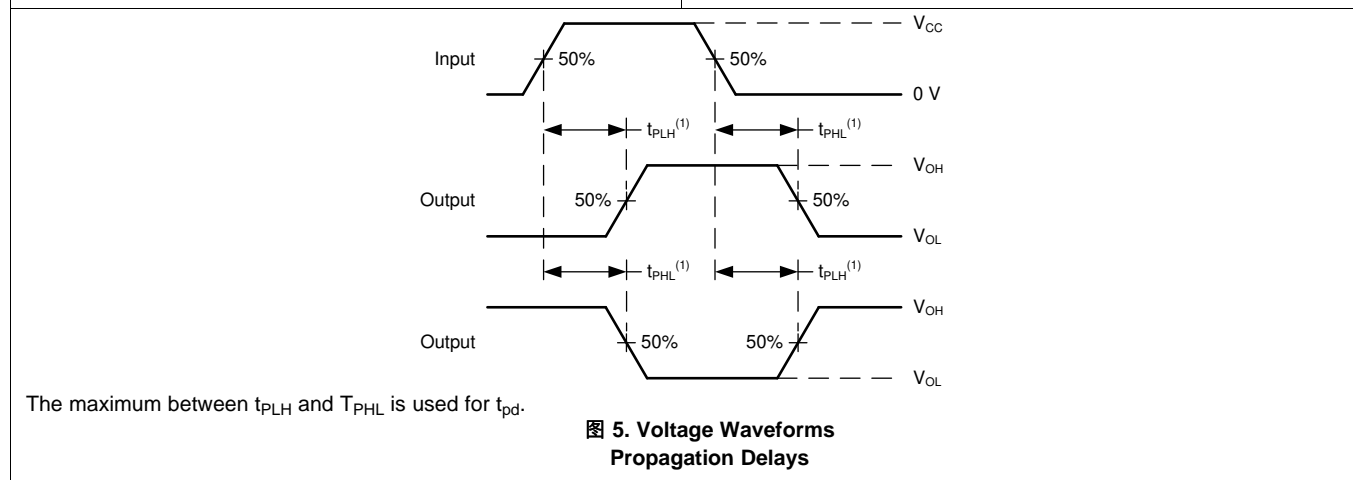 V_CC
Input 50% 50%
0 V
t_PLH^(1) t_PHL^(1)
V_OH
Output 50% 50%
V_OL
t_PHL^(1) t_PLH^(1)
V_OH
Output 50% 50%
V_OL
The maximum between t_PLH and T_PHL is used for t_pd.
图 5. Voltage Waveforms
Propagation Delays